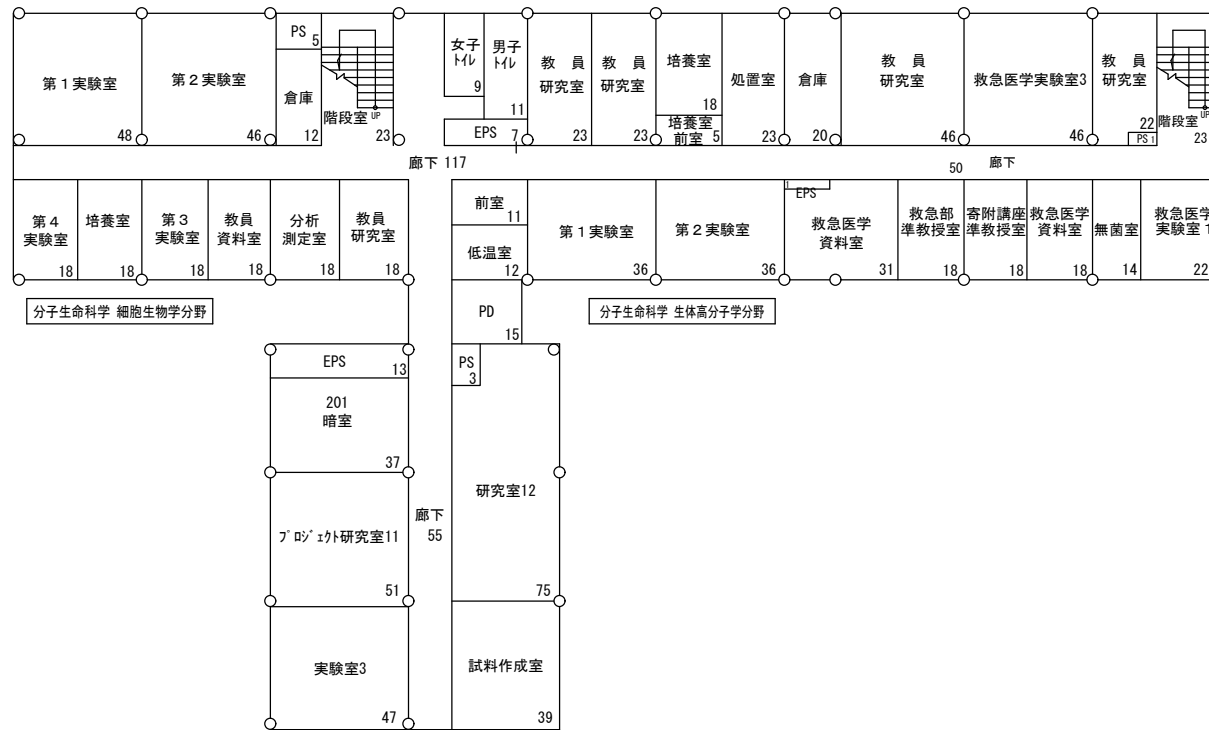 第１実験室
48
第２実験室
46
PS
5
倉庫
12
階段室
UP
23
女子
ﾄｲﾚ
9
男子
ﾄｲﾚ
11
EPS
7
教　員
研究室
23
教　員
研究室
23
培養室
18
培養室
前室
5
処置室
23
倉庫
20
教　員
研究室
46
救急医学実験室3
46
教　員
研究室
22
PS 1
階段室
UP
23
廊下 117
50
廊下
第４
実験室
18
培養室
18
第３
実験室
18
教員
資料室
18
分析
測定室
18
教員
研究室
18
前室
11
低温室
12
第１実験室
36
第２実験室
36
1
EPS
救急医学
資料室
31
救急部
准教授室
18
寄附講座
准教授室
18
救急医学
資料室
18
無菌室
14
救急医学
実験室 1
22
分子生命科学 細胞生物学分野
PD
15
分子生命科学 生体高分子学分野
EPS
13
PS
3
201
暗室
37
研究室12
75
ﾌﾟﾛｼﾞｪｸﾄ研究室11
51
廊下
55
実験室3
47
試料作成室
39